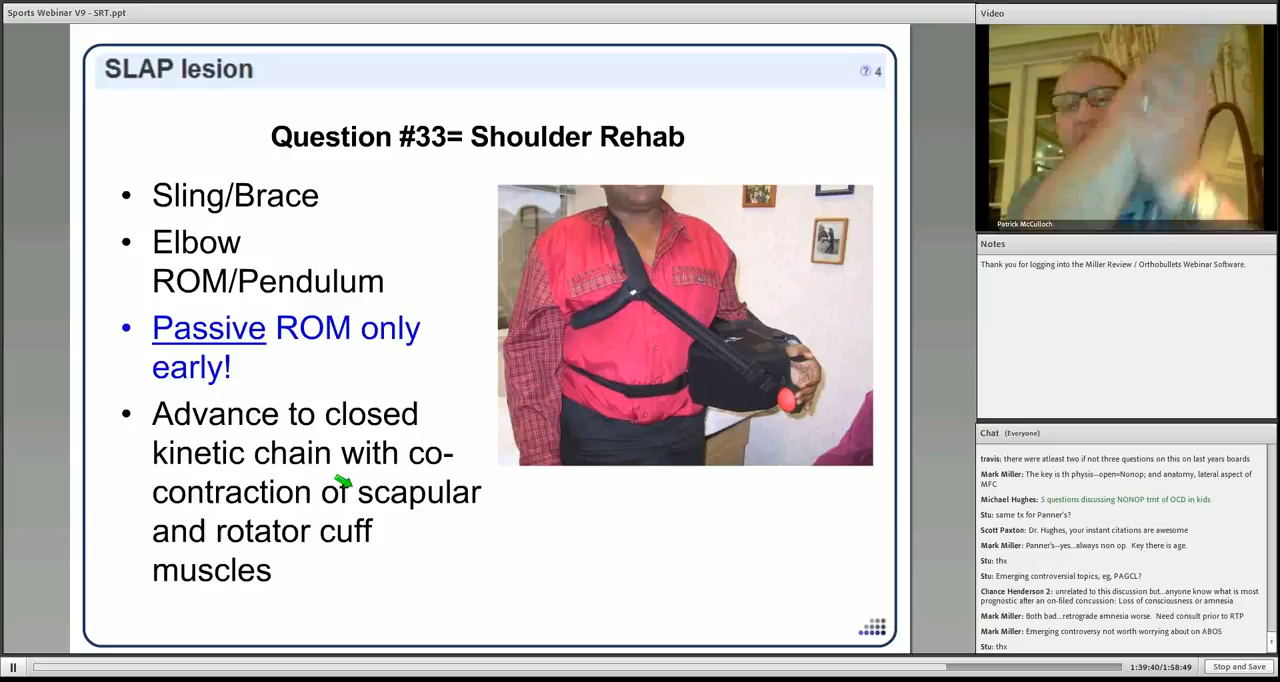 Sports Webinar V9 - SRT.ppt
SLAP lesion
4
Question #33= Shoulder Rehab
• Sling/Brace
• Elbow
ROM/Pendulum
• Passive ROM only
early!
• Advance to closed
kinetic chain with co-
contraction of scapular
and rotator cuff
muscles
Video
Patrick McCulloch
Notes
Thank you for logging into the Miller Review / Orthobullets Webinar Software.
Chat (Everyone)
travis: there were atleast two if not three questions on this on last years boards
Mark Miller: The key is th physis--open=Nonop; and anatomy, lateral aspect of
MFC
Michael Hughes: 5 questions discussing NONOP trmt of OCD in kids
Stu: same tx for Panner's?
Scott Paxton: Dr. Hughes, your instant citations are awesome
Mark Miller: Panner's--yes...always non op. Key there is age.
Stu: thx
Stu: Emerging controversial topics, eg, PAGCL?
Chance Henderson 2: unrelated to this discussion but...anyone know what is most
prognostic after an on-filed concussion: Loss of consciousness or amnesia
Mark Miller: Both bad...retrograde amnesia worse. Need consult prior to RTP
Mark Miller: Emerging controversy not worth worrying about on ABOS
Stu: thx
1:39:40/1:58:49
Stop and Save